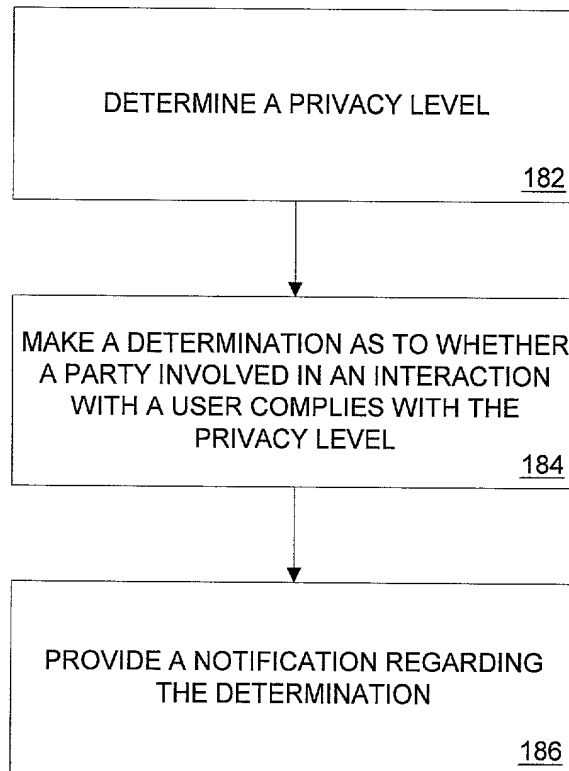 DETERMINE A PRIVACY LEVEL
182
MAKE A DETERMINATION AS TO WHETHER
A PARTY INVOLVED IN AN INTERACTION
WITH A USER COMPLIES WITH THE
PRIVACY LEVEL
184
PROVIDE A NOTIFICATION REGARDING
THE DETERMINATION
186